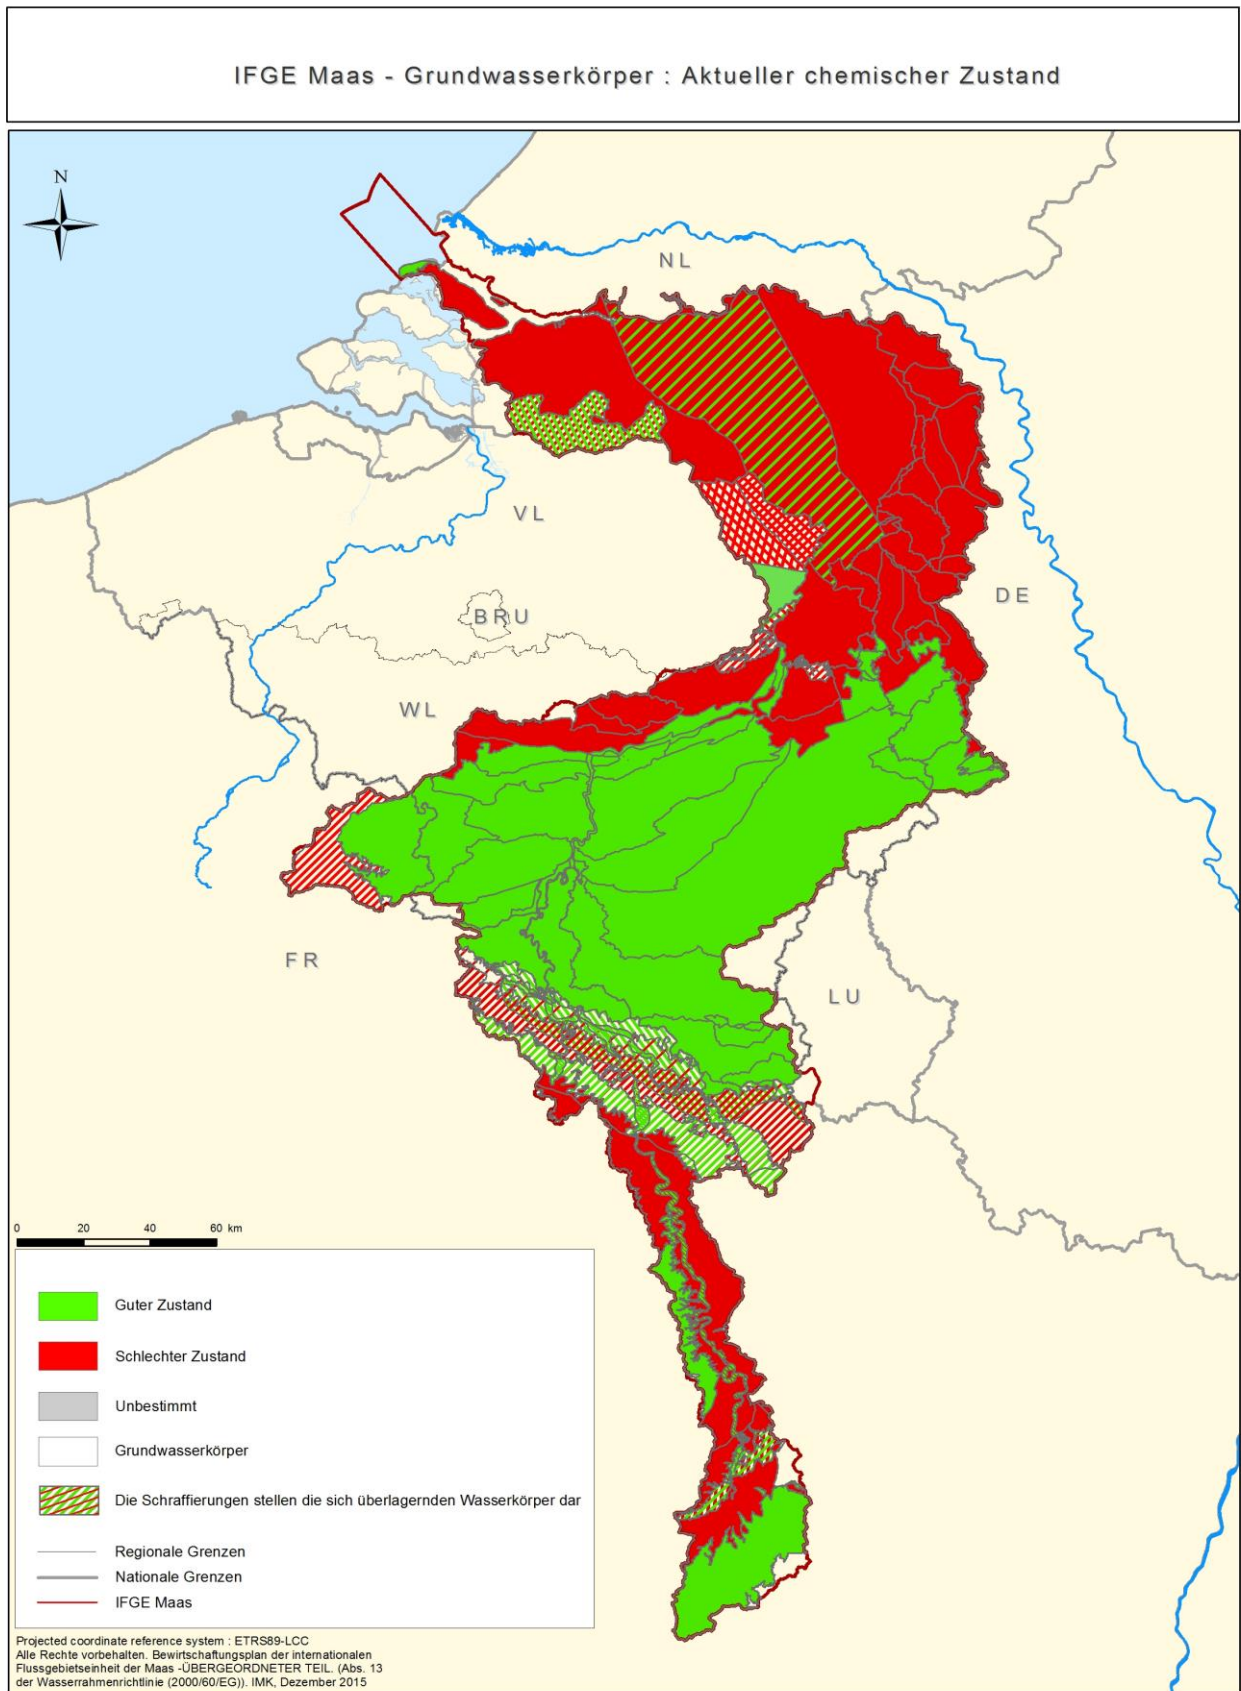 IFGE Maas - Grundwasserkörper : Aktueller chemischer Zustand
N
NL
VL
DE
BRU
WL
FR
LU
0 20 40 60 km
Guter Zustand
Schlechter Zustand
Unbestimmt
Grundwasserkörper
Die Schraffierungen stellen die sich überlagernden Wasserkörper dar
Regionale Grenzen
Nationale Grenzen
IFGE Maas
Projected coordinate reference system : ETRS89-LCC
Alle Rechte vorbehalten. Bewirtschaftungsplan der internationalen
Flussgebietseinheit der Maas -ÜBERGEORDNETER TEIL. (Abs. 13
der Wasserrahmenrichtlinie (2000/60/EG)). IMK, Dezember 2015